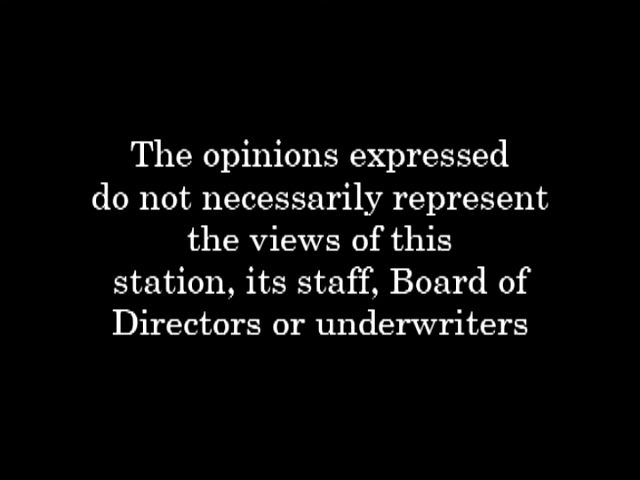 The opinions expressed
do not necessarily represent
the views of this
station, its staff, Board of
Directors or underwriters